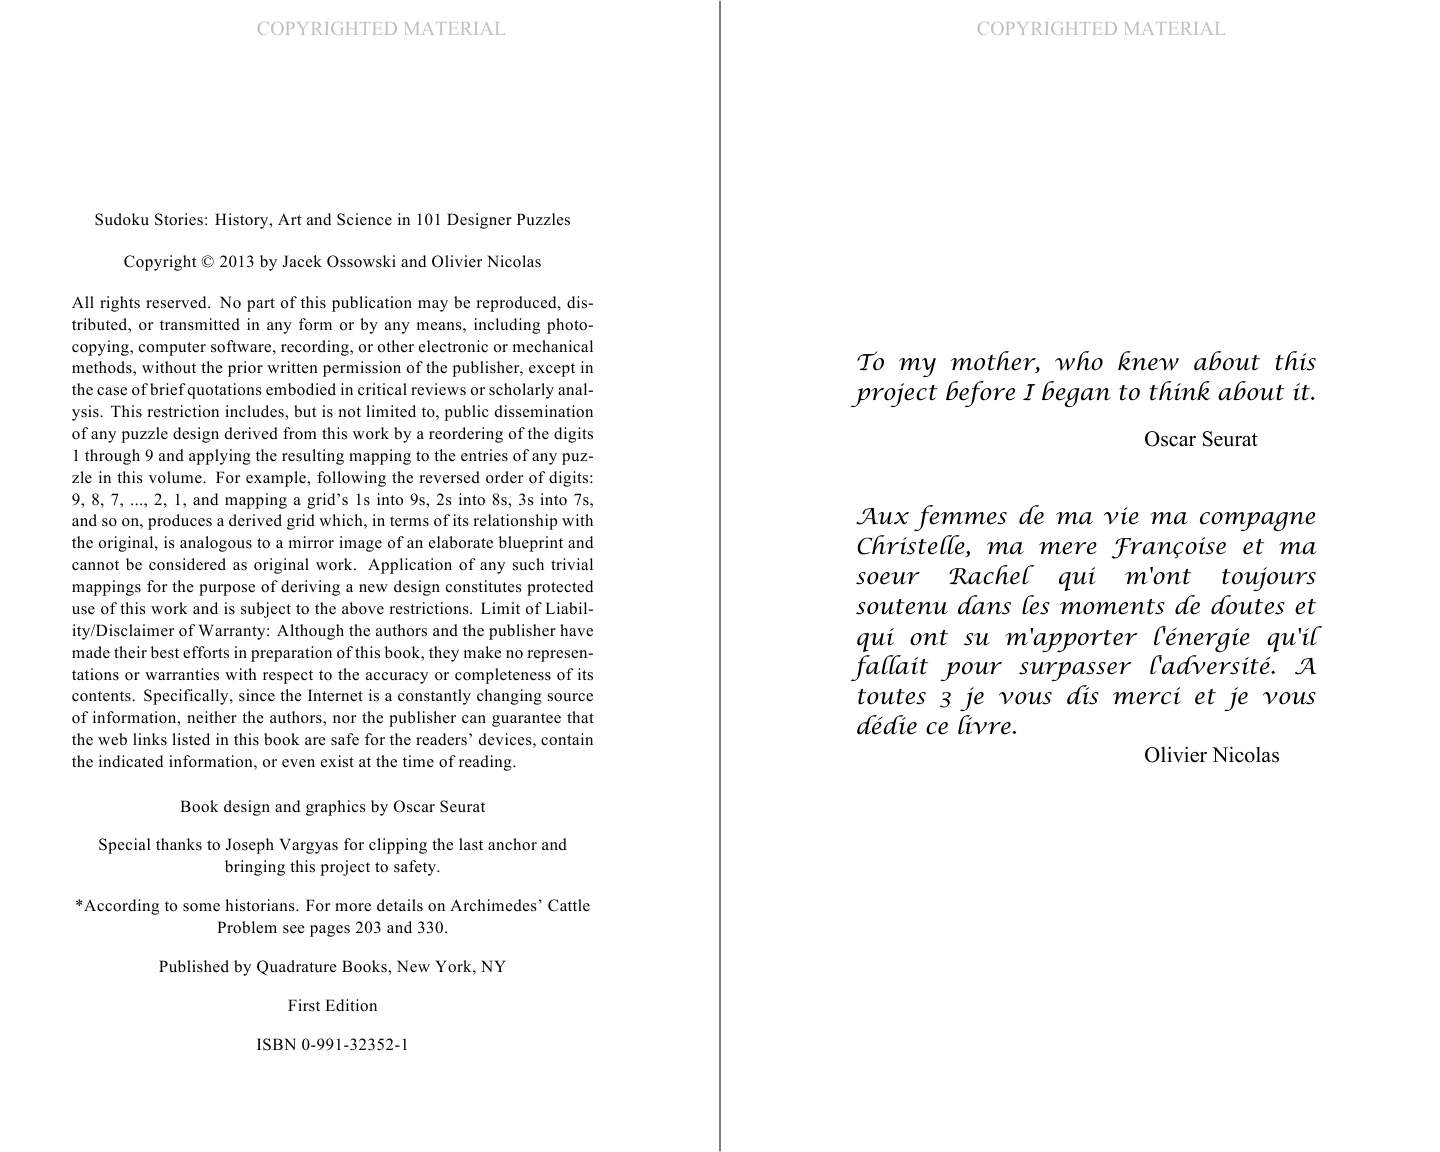 COPYRIGHTED MATERIAL
Sudoku Stories: History, Art and Science in 101 Designer Puzzles
Copyright © 2013 by Jacek Ossowski and Olivier Nicolas
All rights reserved. No part of this publication may be reproduced, dis-
tributed, or transmitted in any form or by any means, including photo-
copying, computer software, recording, or other electronic or mechanical
methods, without the prior written permission of the publisher, except in
the case of brief quotations embodied in critical reviews or scholarly anal-
ysis. This restriction includes, but is not limited to, public dissemination
of any puzzle design derived from this work by a reordering of the digits
1 through 9 and applying the resulting mapping to the entries of any puz-
zle in this volume. For example, following the reversed order of digits:
9, 8, 7, ..., 2, 1, and mapping a grid's 1s into 9s, 2s into 8s, 3s into 7s,
and so on, produces a derived grid which, in terms of its relationship with
the original, is analogous to a mirror image of an elaborate blueprint and
cannot be considered as original work. Application of any such trivial
mappings for the purpose of deriving a new design constitutes protected
use of this work and is subject to the above restrictions. Limit of Liabil-
ity/Disclaimer of Warranty: Although the authors and the publisher have
made their best efforts in preparation of this book, they make no represen-
tations or warranties with respect to the accuracy or completeness of its
contents. Specifically, since the Internet is a constantly changing source
of information, neither the authors, nor the publisher can guarantee that
the web links listed in this book are safe for the readers' devices, contain
the indicated information, or even exist at the time of reading.
Book design and graphics by Oscar Seurat
Special thanks to Joseph Vargyas for clipping the last anchor and
bringing this project to safety.
*According to some historians. For more details on Archimedes' Cattle
Problem see pages 203 and 330.
Published by Quadrature Books, New York, NY
First Edition
ISBN 0-991-32352-1
COPYRIGHTED MATERIAL
To my mother, who knew about this
project before I began to think about it.
Oscar Seurat
Aux femmes de ma vie ma compagne
Christelle, ma mere Françoise et ma
soeur Rachel qui m'ont toujours
soutenu dans les moments de doutes et
qui ont su m'apporter l'énergie qu'il
fallait pour surpasser l'adversité. A
toutes 3 je vous dis merci et je vous
dédie ce livre.
Olivier Nicolas